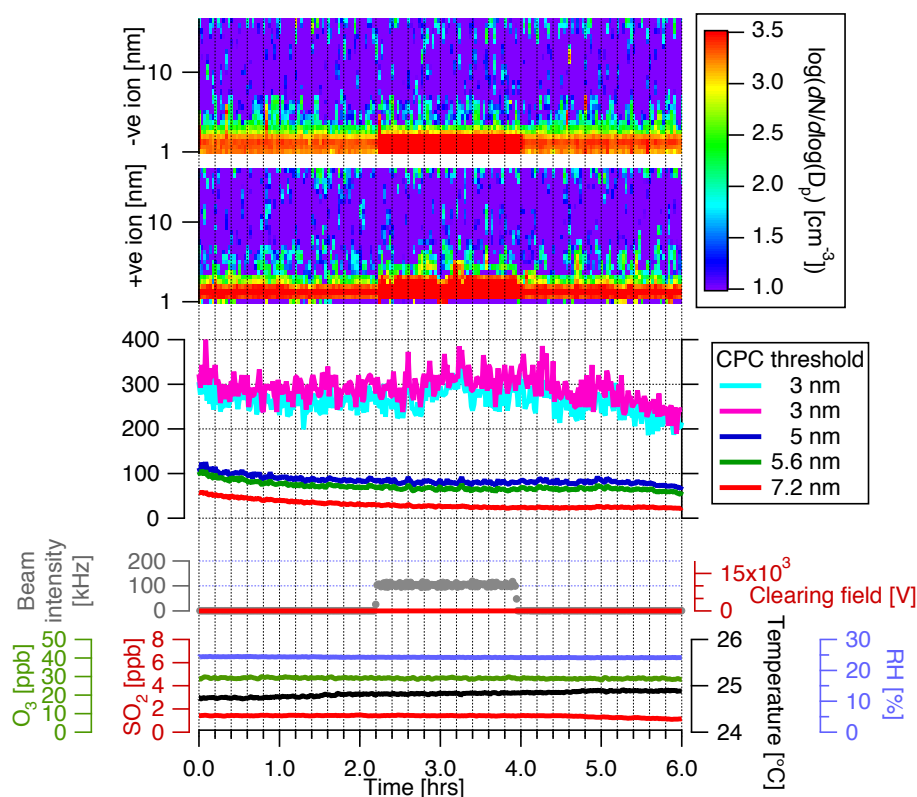 -ve ion [nm]
10
1
+ve ion [nm]
10
1
3.5
3.0
2.5
2.0
1.5
1.0
log(dN/dlog(Dp) [cm-3])
400
300
200
100
0
CPC threshold
3 nm
3 nm
5 nm
5.6 nm
7.2 nm
Beam
intensity
[kHz]
200
100
0
15x10³
0
Clearing field [V]
O3 [ppb]
50
40
30
20
10
0
SO2 [ppb]
8
6
4
2
0
26
25
24
Temperature [°C]
30
20
10
0
RH [%]
0.0 1.0 2.0 3.0 4.0 5.0 6.0
Time [hrs]